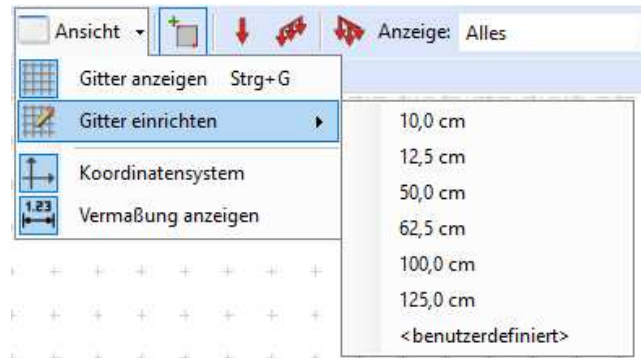 Ansicht
Anzeige: Alles
Gitter anzeigen Strg+G
Gitter einrichten
Koordinatensystem
1.23
Vermaßung anzeigen
10,0 cm
12,5 cm
50,0 cm
62,5 cm
100,0 cm
125,0 cm
<benutzerdefiniert>